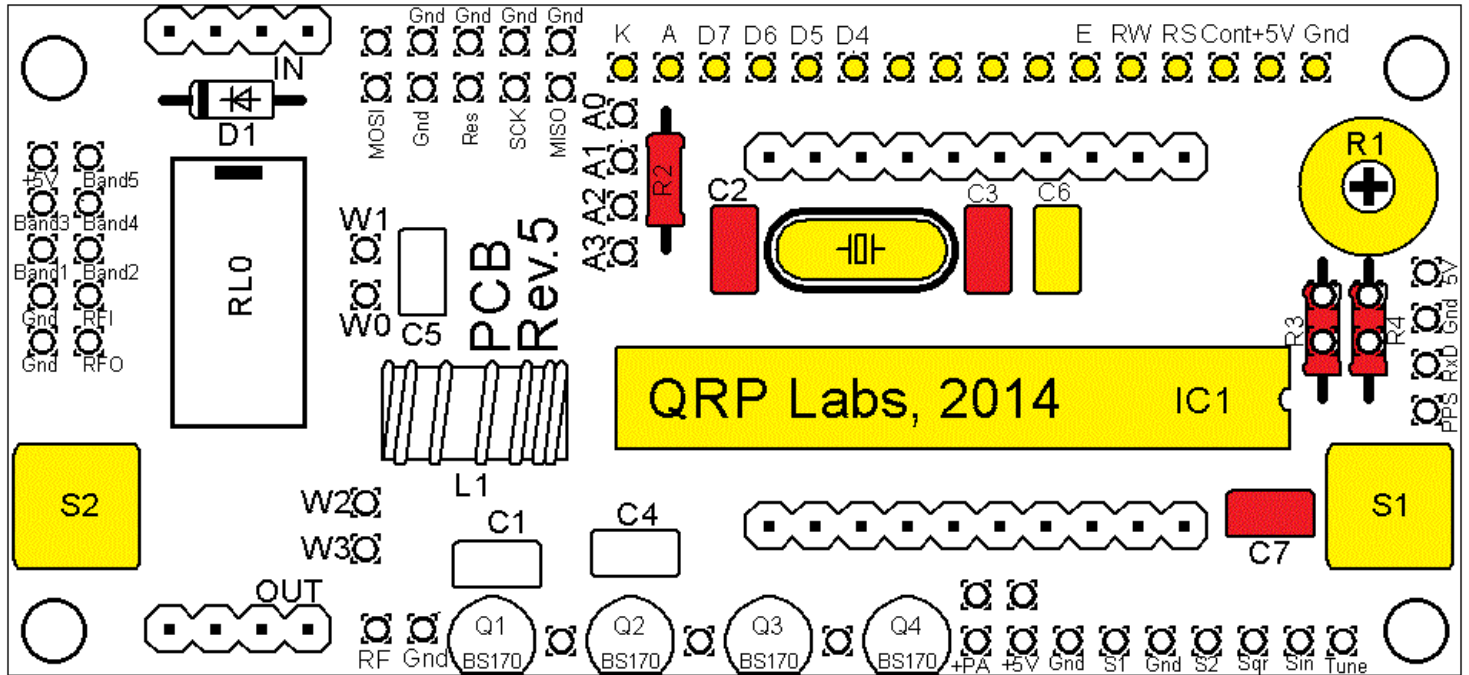 Gnd Gnd Gnd Gnd
IN
K A D7 D6 D5 D4 E RW RS Cont +5V Gnd
D1
MOSI Gnd Res SCK MISO
A0
A1
A2
A3
R2
R1
+5V Band5
Band3 Band4
Band1 Band2
Gnd RFI
Gnd RFO
RL0
W1
W0
C5
PCB
Rev.5
C2
C3
C6
R3
R4
5V
Gnd
RxD
PPS
QRP Labs, 2014
IC1
L1
S2
S1
W2
W3
C1
C4
C7
OUT
RF Gnd
Q1
BS170
Q2
BS170
Q3
BS170
Q4
BS170
+PA +5V Gnd S1 Gnd S2 Sqr Sin Tune